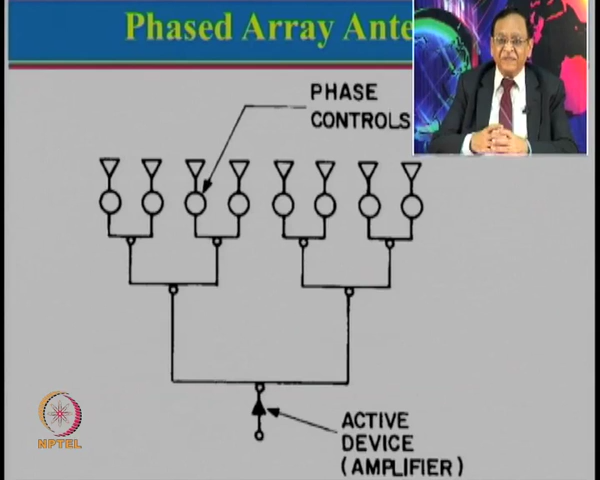 Phased Array Ante
PHASE
CONTROLS
ACTIVE
DEVICE
(AMPLIFIER)
NPTEL